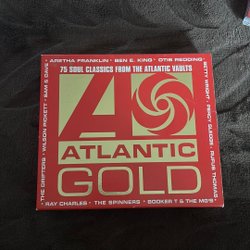 • ARETHA FRANKLIN • BEN E. KING • OTIS REDDING •
75 SOUL CLASSICS FROM THE ATLANTIC VAULTS
BETTY WRIGHT • PERCY SLEDGE • RUFUS THOMAS
A
ATLANTIC
GOLD
THE DRIFTERS • WILSON PICKETT • SAM & DAVE
• RAY CHARLES • THE SPINNERS • BOOKER T & THE MG'S •